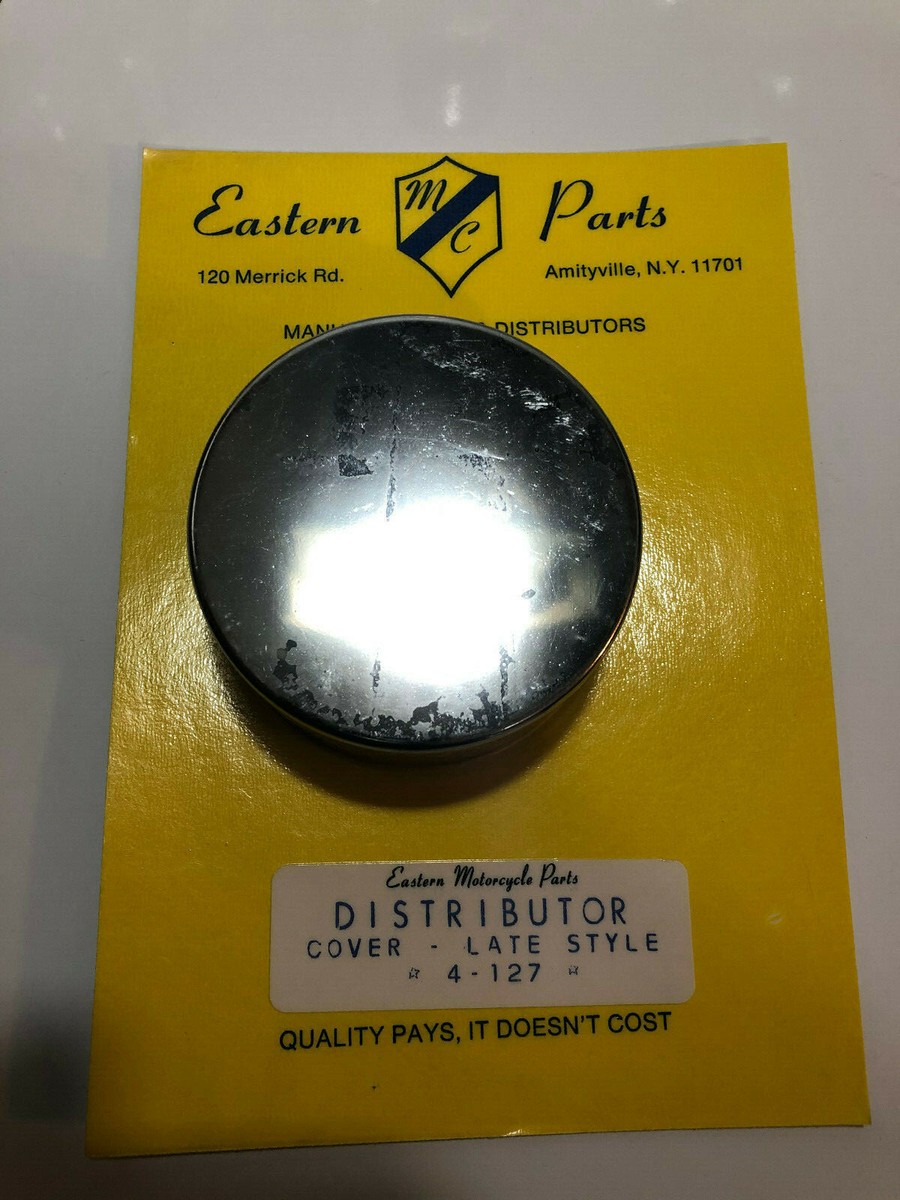 Eastern MC Parts
120 Merrick Rd. Amityville, N.Y. 11701
DISTRIBUTORS
Eastern Motorcycle Parts
DISTRIBUTOR
COVER - LATE STYLE
☆ 4-127 ☆
QUALITY PAYS, IT DOESN'T COST